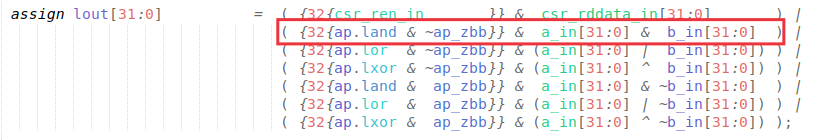 assign lout[31:0] = ( {32{csr_ren_in }} & csr_rddata_in[31:0] ) |
( {32{ap.land & ~ap_zbb}} & a_in[31:0] & b_in[31:0] ) |
( {32{ap.lor & ~ap_zbb}} & (a_in[31:0] | b_in[31:0]) ) |
( {32{ap.lxor & ~ap_zbb}} & (a_in[31:0] ^ b_in[31:0]) ) |
( {32{ap.land & ap_zbb}} & (a_in[31:0] & ~b_in[31:0]) ) |
( {32{ap.lor & ap_zbb}} & (a_in[31:0] | ~b_in[31:0]) ) |
( {32{ap.lxor & ap_zbb}} & (a_in[31:0] ^ ~b_in[31:0]) );